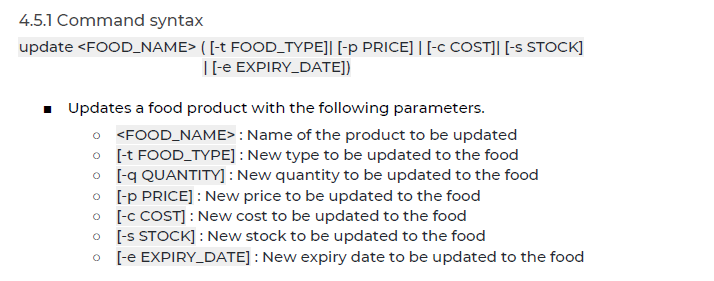 4.5.1 Command syntax
update <FOOD_NAME> ( [-t FOOD_TYPE]| [-p PRICE] | [-c COST]| [-s STOCK]
| [-e EXPIRY_DATE])
▪ Updates a food product with the following parameters.
○ <FOOD_NAME> : Name of the product to be updated
○ [-t FOOD_TYPE] : New type to be updated to the food
○ [-q QUANTITY] : New quantity to be updated to the food
○ [-p PRICE] : New price to be updated to the food
○ [-c COST] : New cost to be updated to the food
○ [-s STOCK] : New stock to be updated to the food
○ [-e EXPIRY_DATE] : New expiry date to be updated to the food